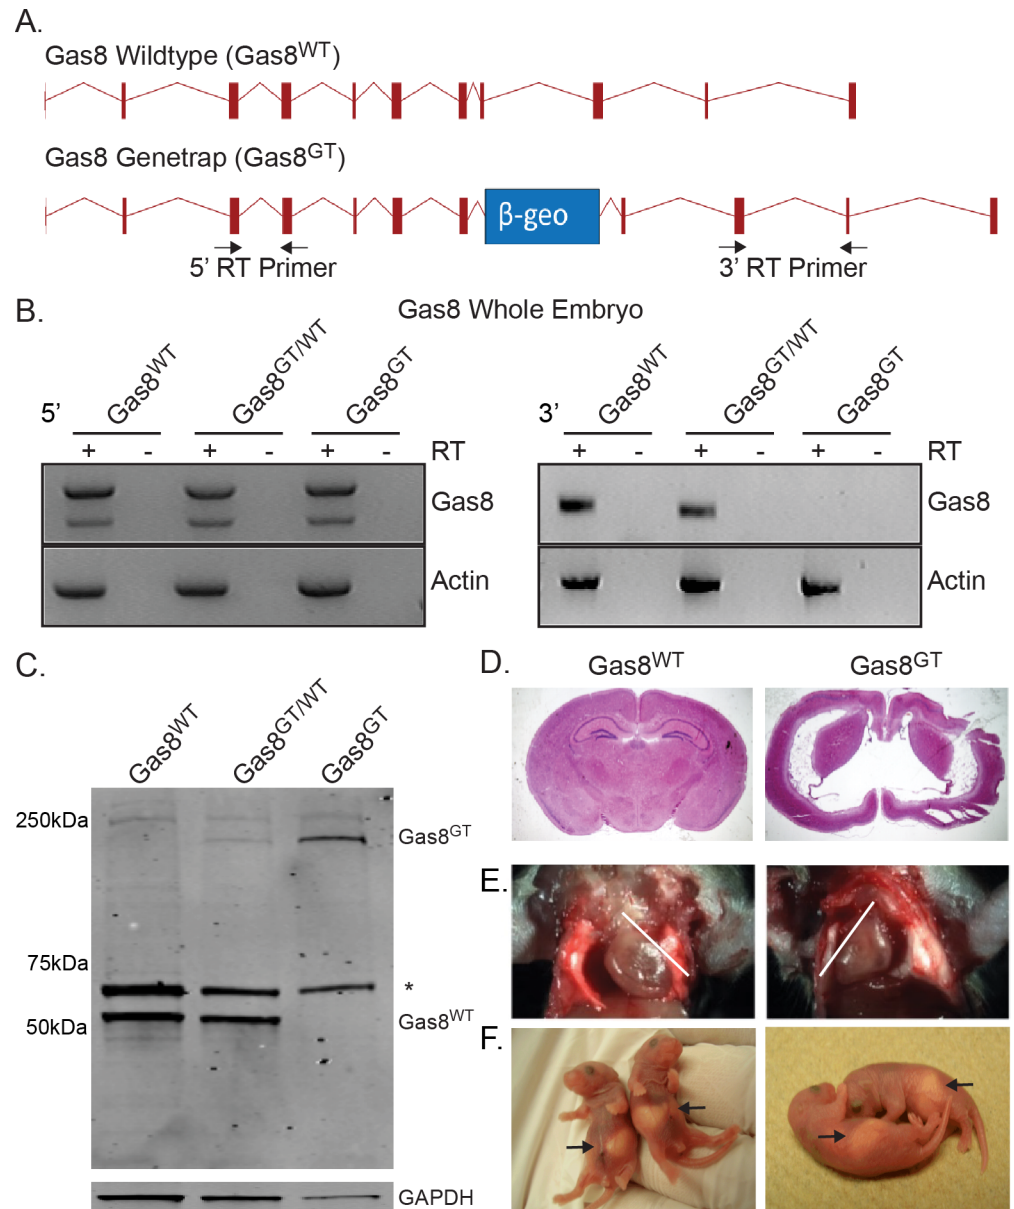 A.
Gas8 Wildtype (Gas8WT)
Gas8 Genetrap (Gas8GT)
β-geo
5’ RT Primer
3’ RT Primer
B.
Gas8 Whole Embryo
5’
Gas8WT
Gas8GT/WT
Gas8GT
+ - + - + - RT
Gas8
Actin
3’
Gas8WT
Gas8GT/WT
Gas8GT
+ - + - + - RT
Gas8
Actin
C.
Gas8WT
Gas8GT/WT
Gas8GT
250kDa
Gas8GT
75kDa
*
50kDa
Gas8WT
GAPDH
D.
Gas8WT
Gas8GT
E.
F.